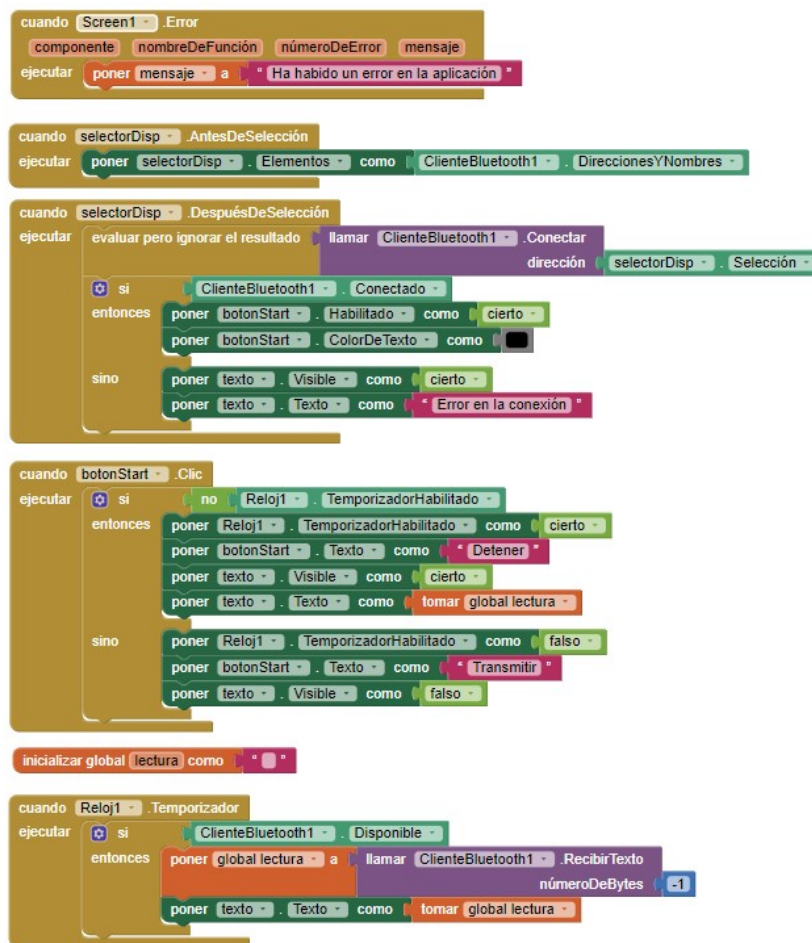 cuando Screen1 .Error
componente nombreDeFunción númeroDeError mensaje
ejecutar poner mensaje a " Ha habido un error en la aplicación "
cuando selectorDisp .AntesDeSelección
ejecutar poner selectorDisp . Elementos como ClienteBluetooth1 . DireccionesYNombres
cuando selectorDisp .DespuésDeSelección
ejecutar evaluar pero ignorar el resultado llamar ClienteBluetooth1 .Conectar
dirección selectorDisp . Selección
si ClienteBluetooth1 . Conectado
entonces poner botonStart . Habilitado como cierto
poner botonStart . ColorDeTexto como
sino poner texto . Visible como cierto
poner texto . Texto como " Error en la conexión "
cuando botonStart .Clic
ejecutar si no Reloj1 . TemporizadorHabilitado
entonces poner Reloj1 . TemporizadorHabilitado como cierto
poner botonStart . Texto como " Detener "
poner texto . Visible como cierto
poner texto . Texto como tomar global lectura
sino poner Reloj1 . TemporizadorHabilitado como falso
poner botonStart . Texto como " Transmitir "
poner texto . Visible como falso
inicializar global lectura como " "
cuando Reloj1 .Temporizador
ejecutar si ClienteBluetooth1 . Disponible
entonces poner global lectura a llamar ClienteBluetooth1 .RecibirTexto
númeroDeBytes -1
poner texto . Texto como tomar global lectura